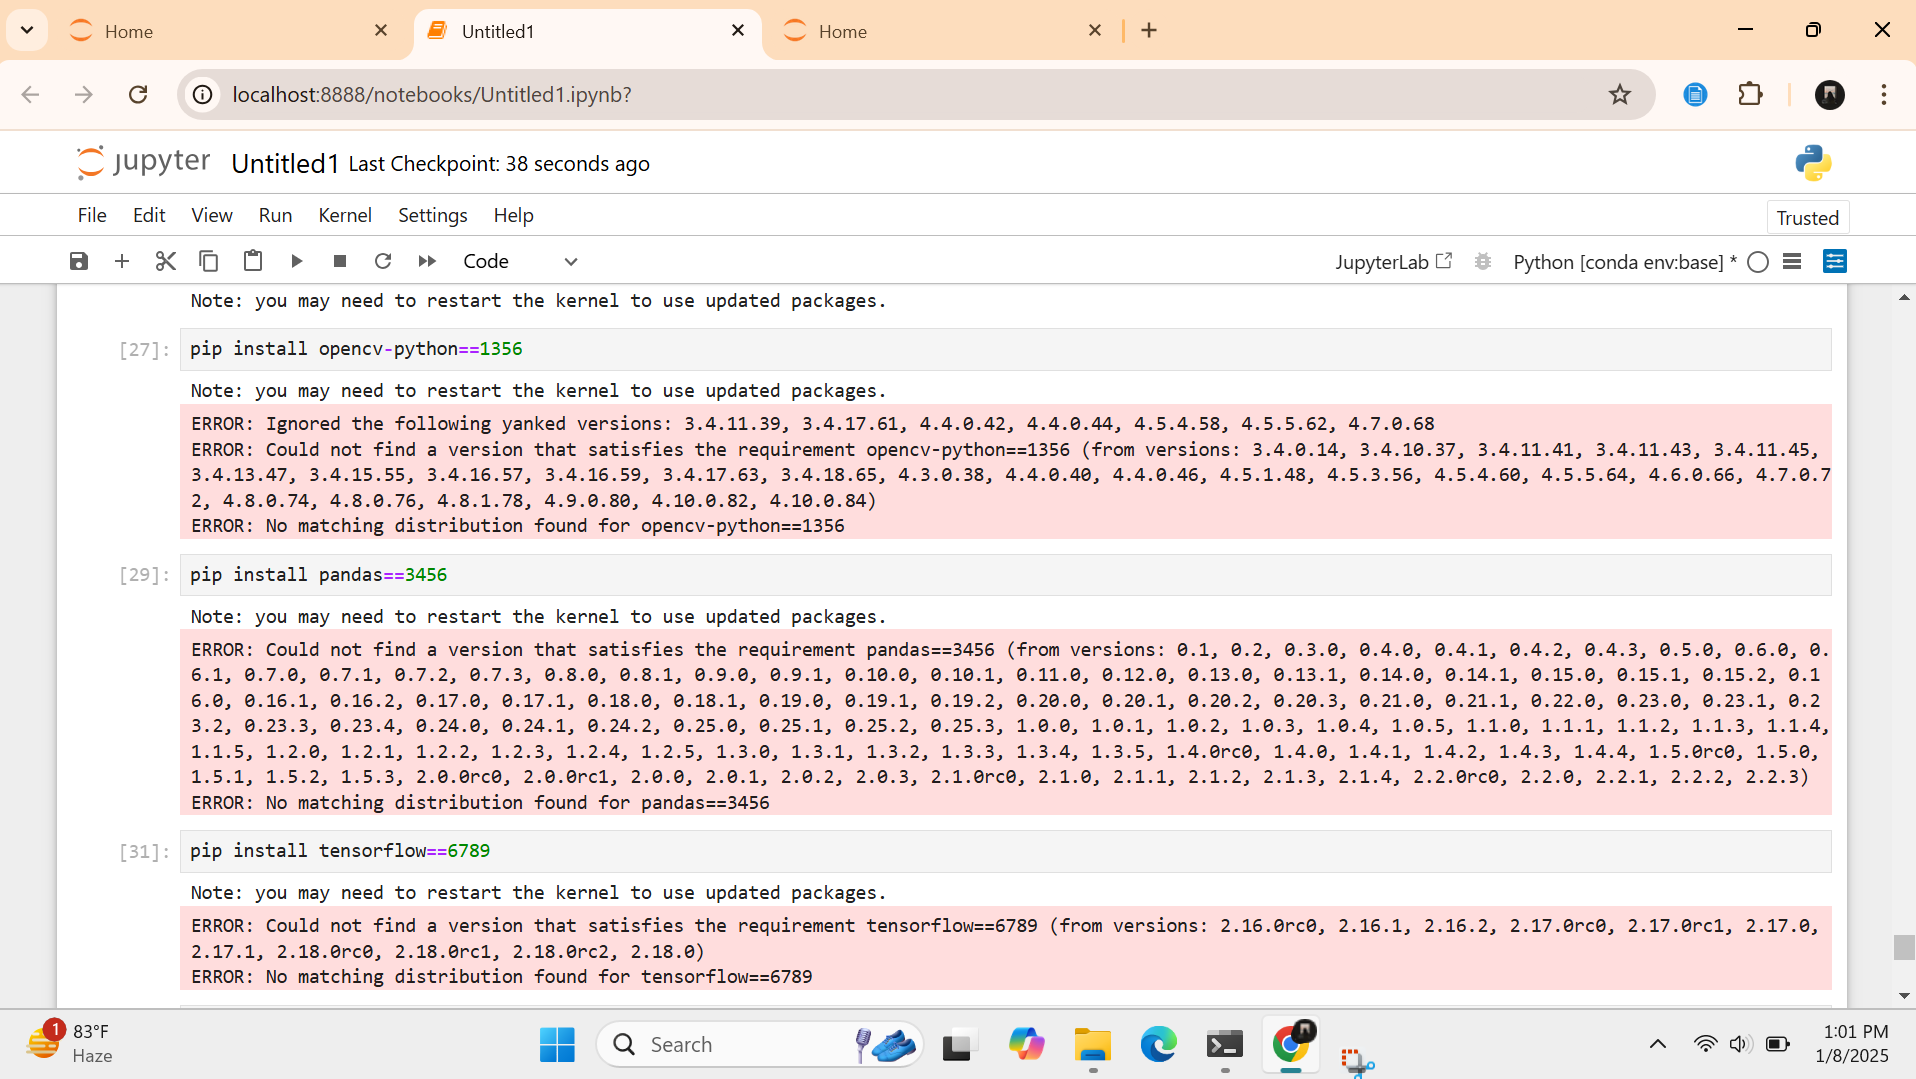 Home
Untitled1
Home
localhost:8888/notebooks/Untitled1.ipynb?
jupyter Untitled1 Last Checkpoint: 38 seconds ago
File Edit View Run Kernel Settings Help
Trusted
Code
JupyterLab
Python [conda env:base] *
Note: you may need to restart the kernel to use updated packages.
[27]: pip install opencv-python==1356
Note: you may need to restart the kernel to use updated packages.
ERROR: Ignored the following yanked versions: 3.4.11.39, 3.4.17.61, 4.4.0.42, 4.4.0.44, 4.5.4.58, 4.5.5.62, 4.7.0.68
ERROR: Could not find a version that satisfies the requirement opencv-python==1356 (from versions: 3.4.0.14, 3.4.10.37, 3.4.11.41, 3.4.11.43, 3.4.11.45,
3.4.13.47, 3.4.15.55, 3.4.16.57, 3.4.16.59, 3.4.17.63, 3.4.18.65, 4.3.0.38, 4.4.0.40, 4.4.0.46, 4.5.1.48, 4.5.3.56, 4.5.4.60, 4.5.5.64, 4.6.0.66, 4.7.0.7
2, 4.8.0.74, 4.8.0.76, 4.8.1.78, 4.9.0.80, 4.10.0.82, 4.10.0.84)
ERROR: No matching distribution found for opencv-python==1356
[29]: pip install pandas==3456
Note: you may need to restart the kernel to use updated packages.
ERROR: Could not find a version that satisfies the requirement pandas==3456 (from versions: 0.1, 0.2, 0.3.0, 0.4.0, 0.4.1, 0.4.2, 0.4.3, 0.5.0, 0.6.0, 0.
6.1, 0.7.0, 0.7.1, 0.7.2, 0.7.3, 0.8.0, 0.8.1, 0.9.0, 0.9.1, 0.10.0, 0.10.1, 0.11.0, 0.12.0, 0.13.0, 0.13.1, 0.14.0, 0.14.1, 0.15.0, 0.15.1, 0.15.2, 0.1
6.0, 0.16.1, 0.16.2, 0.17.0, 0.17.1, 0.18.0, 0.18.1, 0.19.0, 0.19.1, 0.19.2, 0.20.0, 0.20.1, 0.20.2, 0.20.3, 0.21.0, 0.21.1, 0.22.0, 0.23.0, 0.23.1, 0.2
3.2, 0.23.3, 0.23.4, 0.24.0, 0.24.1, 0.24.2, 0.25.0, 0.25.1, 0.25.2, 0.25.3, 1.0.0, 1.0.1, 1.0.2, 1.0.3, 1.0.4, 1.0.5, 1.1.0, 1.1.1, 1.1.2, 1.1.3, 1.1.4,
1.1.5, 1.2.0, 1.2.1, 1.2.2, 1.2.3, 1.2.4, 1.2.5, 1.3.0, 1.3.1, 1.3.2, 1.3.3, 1.3.4, 1.3.5, 1.4.0rc0, 1.4.0, 1.4.1, 1.4.2, 1.4.3, 1.4.4, 1.5.0rc0, 1.5.0,
1.5.1, 1.5.2, 1.5.3, 2.0.0rc0, 2.0.0rc1, 2.0.0, 2.0.1, 2.0.2, 2.0.3, 2.1.0rc0, 2.1.0, 2.1.1, 2.1.2, 2.1.3, 2.1.4, 2.2.0rc0, 2.2.0, 2.2.1, 2.2.2, 2.2.3)
ERROR: No matching distribution found for pandas==3456
[31]: pip install tensorflow==6789
Note: you may need to restart the kernel to use updated packages.
ERROR: Could not find a version that satisfies the requirement tensorflow==6789 (from versions: 2.16.0rc0, 2.16.1, 2.16.2, 2.17.0rc0, 2.17.0rc1, 2.17.0,
2.17.1, 2.18.0rc0, 2.18.0rc1, 2.18.0rc2, 2.18.0)
ERROR: No matching distribution found for tensorflow==6789
1
83°F
Haze
Search
1:01 PM
1/8/2025